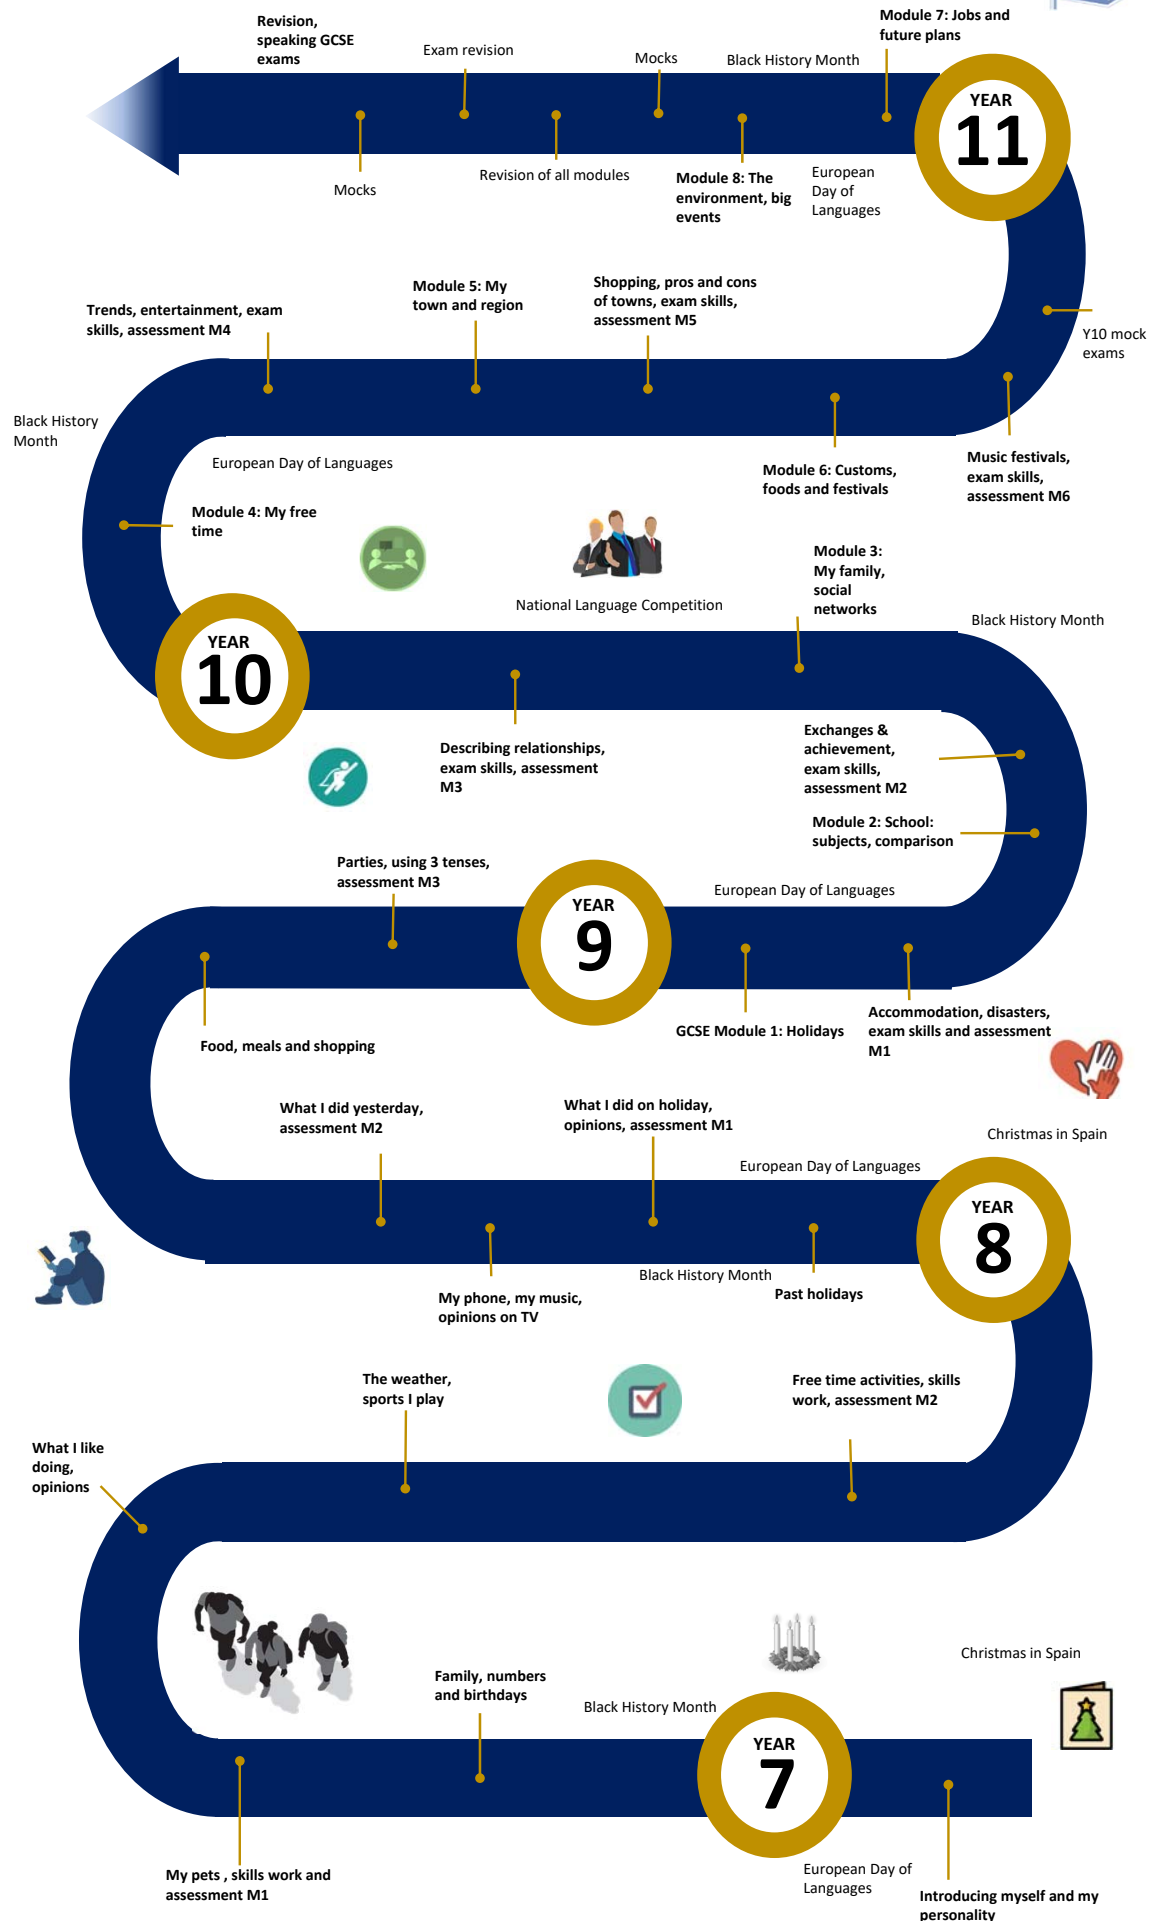 Revision,
speaking GCSE
exams
Exam revision
Mocks
Black History Month
Module 7: Jobs and
future plans
YEAR
11
Mocks
Revision of all modules
Module 8: The
environment, big
events
European
Day of
Languages
Trends, entertainment, exam
skills, assessment M4
Module 5: My
town and region
Shopping, pros and cons
of towns, exam skills,
assessment M5
Y10 mock
exams
Black History
Month
European Day of Languages
Module 6: Customs,
foods and festivals
Music festivals,
exam skills,
assessment M6
Module 4: My free
time
National Language Competition
Module 3:
My family,
social
networks
Black History Month
YEAR
10
Describing relationships,
exam skills, assessment
M3
Exchanges &
achievement,
exam skills,
assessment M2
Module 2: School:
subjects, comparison
Parties, using 3 tenses,
assessment M3
YEAR
9
European Day of Languages
Food, meals and shopping
GCSE Module 1: Holidays
Accommodation, disasters,
exam skills and assessment
M1
What I did yesterday,
assessment M2
What I did on holiday,
opinions, assessment M1
European Day of Languages
Christmas in Spain
YEAR
8
My phone, my music,
opinions on TV
Black History Month
Past holidays
The weather,
sports I play
Free time activities, skills
work, assessment M2
What I like
doing,
opinions
Family, numbers
and birthdays
Black History Month
Christmas in Spain
YEAR
7
My pets , skills work and
assessment M1
European Day of
Languages
Introducing myself and my
personality